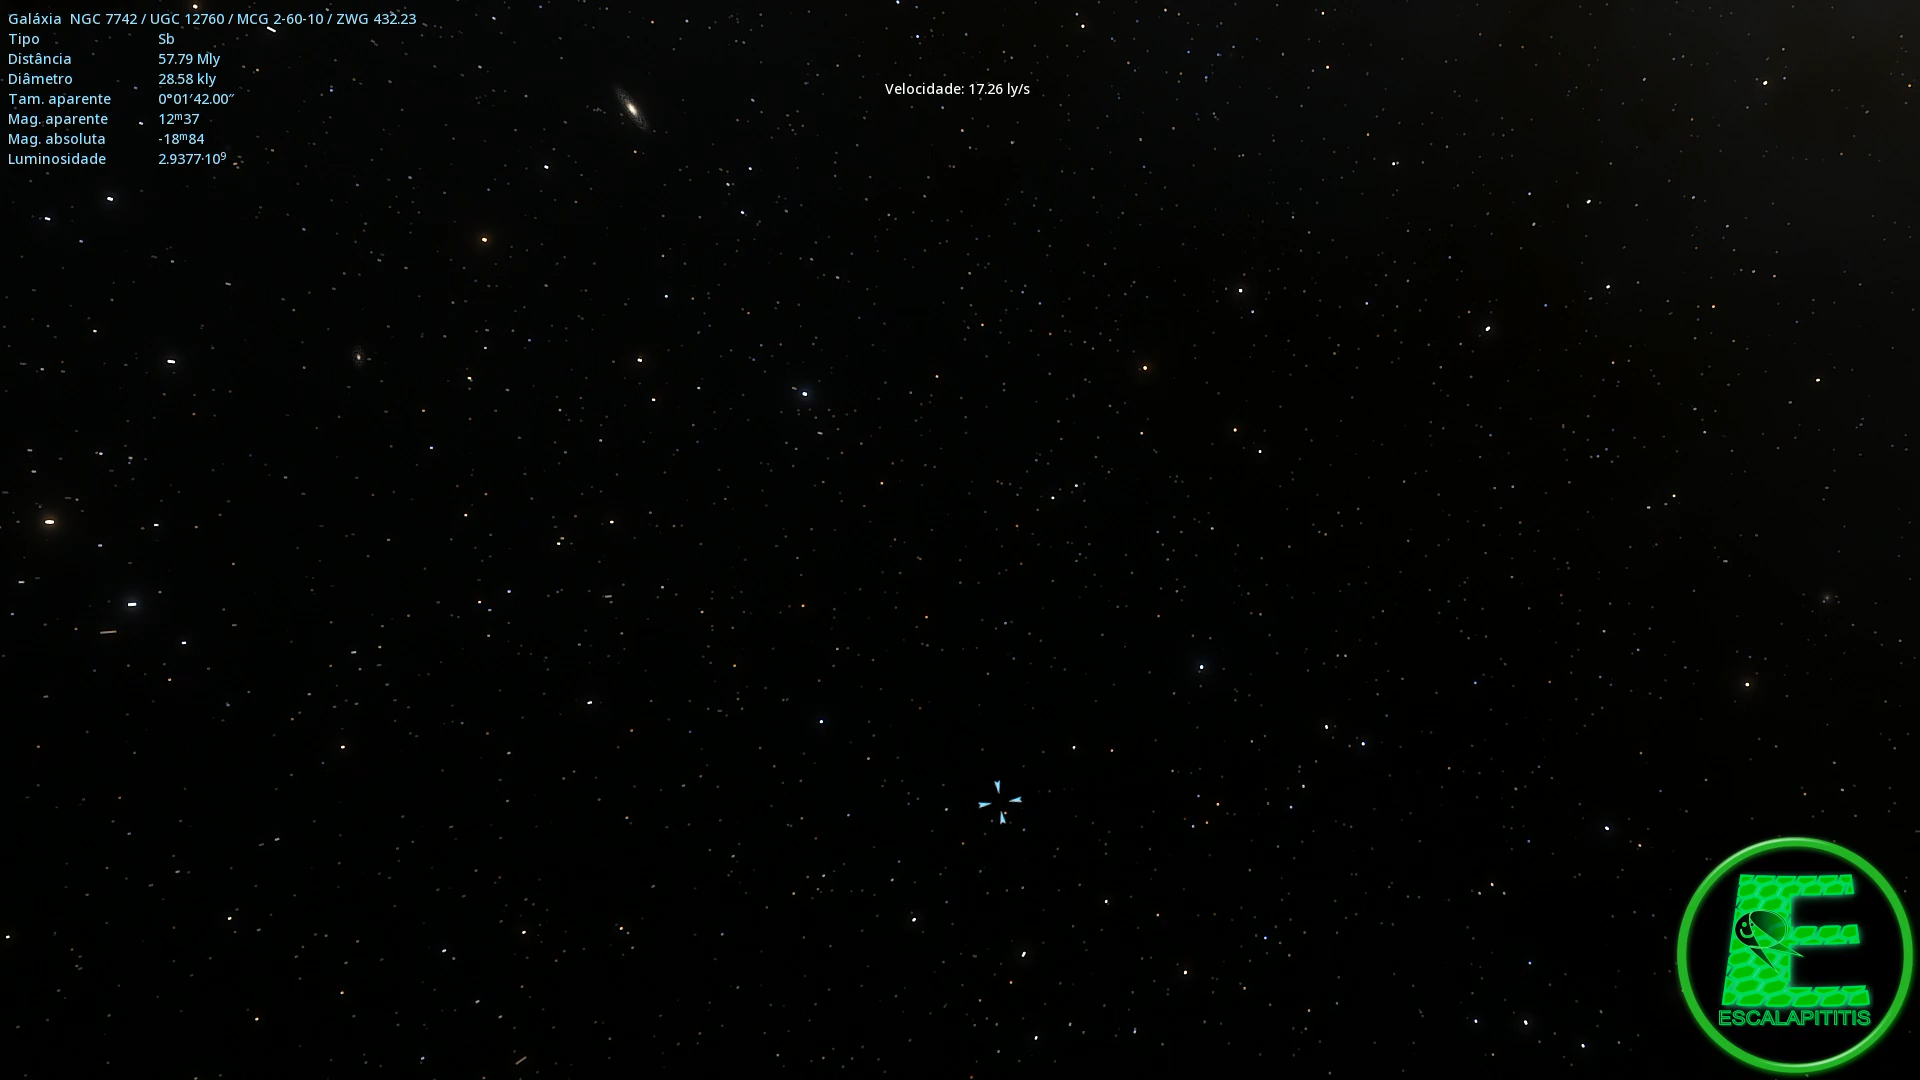 Galáxia NGC 7742 / UGC 12760 / MCG 2-60-10 / ZWG 432.23
Tipo Sb
Distância 57.79 Mly
Diâmetro 28.58 kly
Tam. aparente 0°01′42.00″
Mag. aparente 12ᵐ37
Mag. absoluta -18ᵐ84
Luminosidade 2.9377·10⁹
Velocidade: 17.26 ly/s
E
ESCALAPITITIS